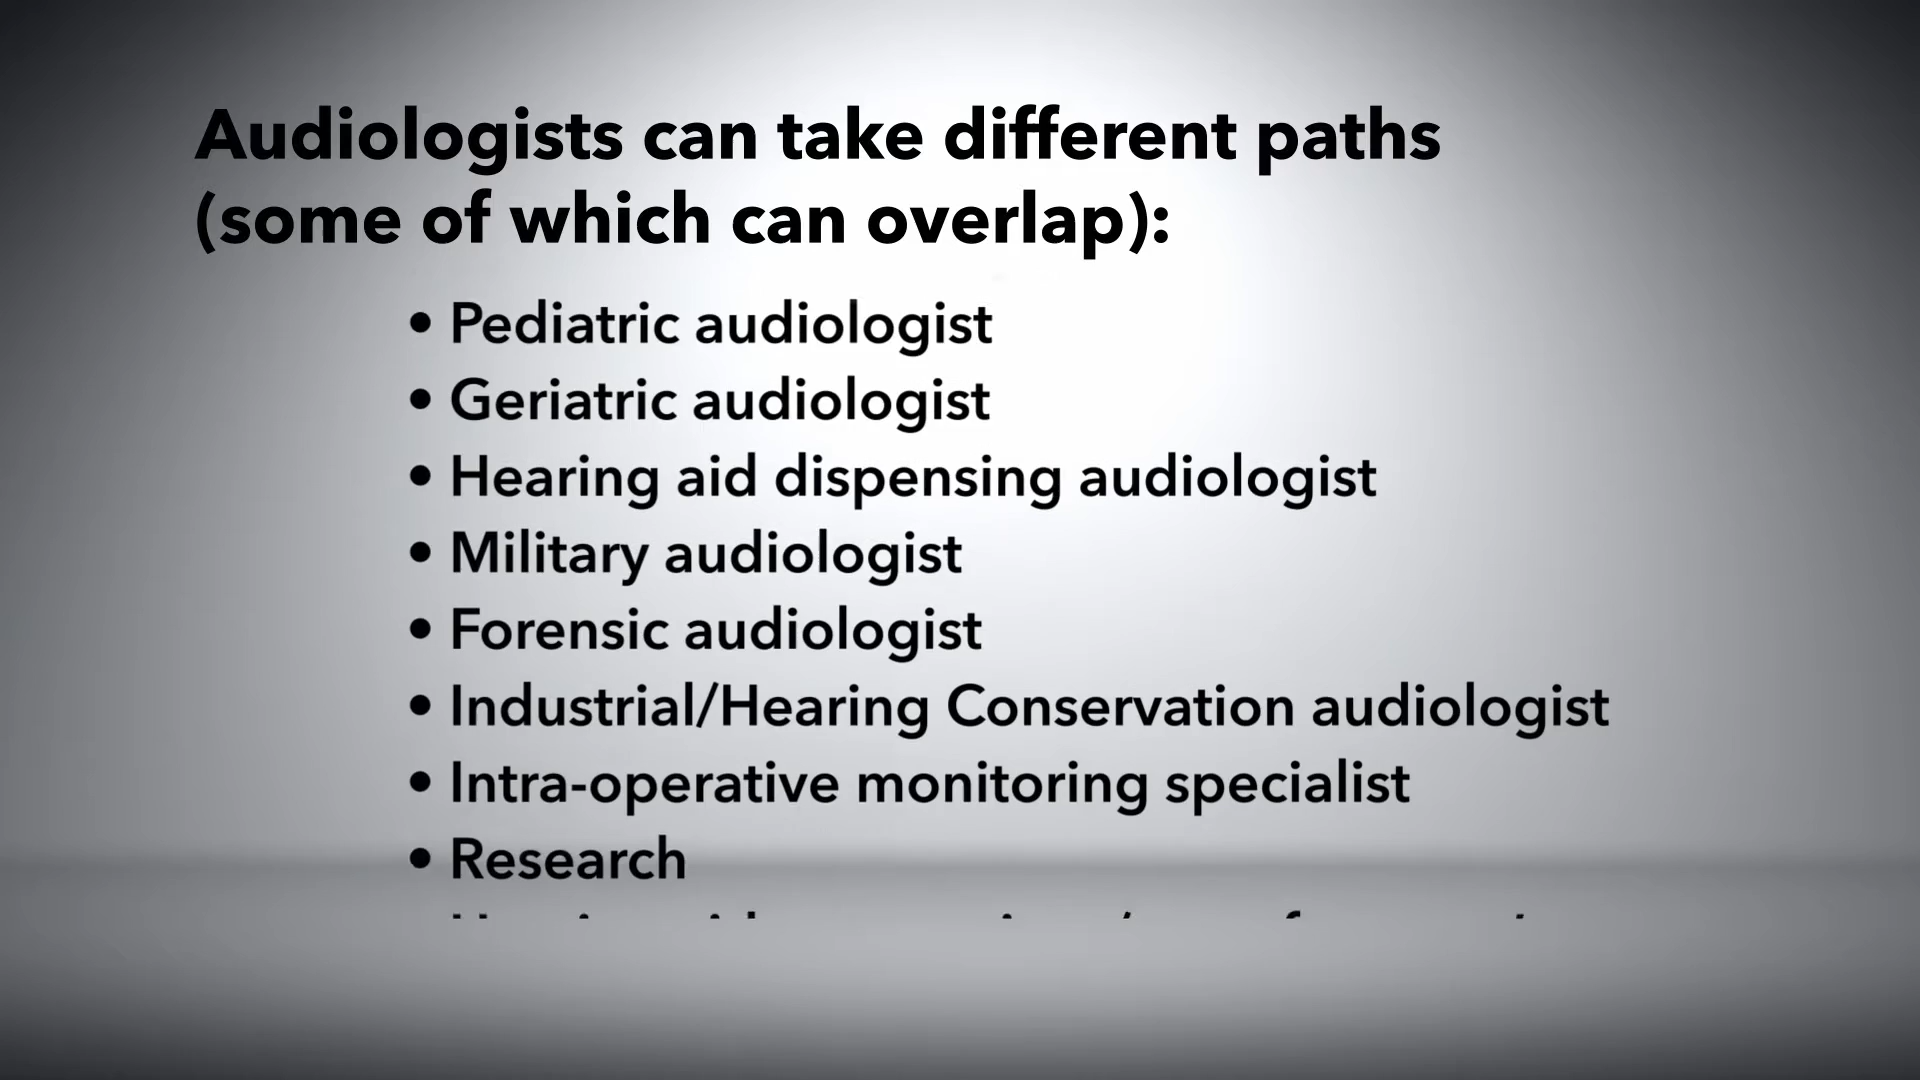 Audiologists can take different paths
(some of which can overlap):
• Pediatric audiologist
• Geriatric audiologist
• Hearing aid dispensing audiologist
• Military audiologist
• Forensic audiologist
• Industrial/Hearing Conservation audiologist
• Intra-operative monitoring specialist
• Research